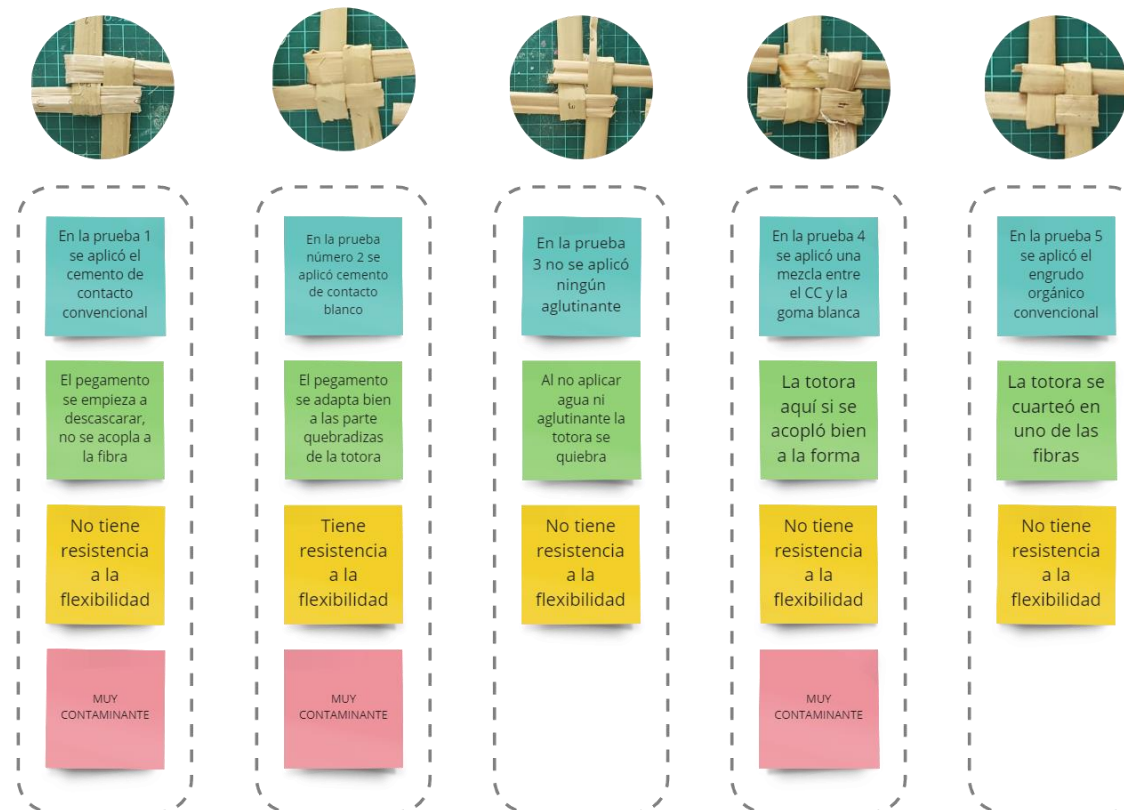 En la prueba 1
se aplicó el
cemento de
contacto
convencional
El pegamento
se empieza a
descascarar,
no se acopla a
la fibra
No tiene
resistencia
a la
flexibilidad
MUY
CONTAMINANTE
En la prueba
número 2 se
aplicó cemento
de contacto
blanco
El pegamento
se adapta bien
a las parte
quebradizas
de la totora
Tiene
resistencia
a la
flexibilidad
MUY
CONTAMINANTE
En la prueba
3 no se aplicó
ningún
aglutinante
Al no aplicar
agua ni
aglutinante la
totora se
quiebra
No tiene
resistencia
a la
flexibilidad
En la prueba 4
se aplicó una
mezcla entre
el CC y la
goma blanca
La totora
aquí si se
acopló bien
a la forma
No tiene
resistencia
a la
flexibilidad
MUY
CONTAMINANTE
En la prueba 5
se aplicó el
engrudo
orgánico
convencional
La totora se
cuarteó en
uno de las
fibras
No tiene
resistencia
a la
flexibilidad